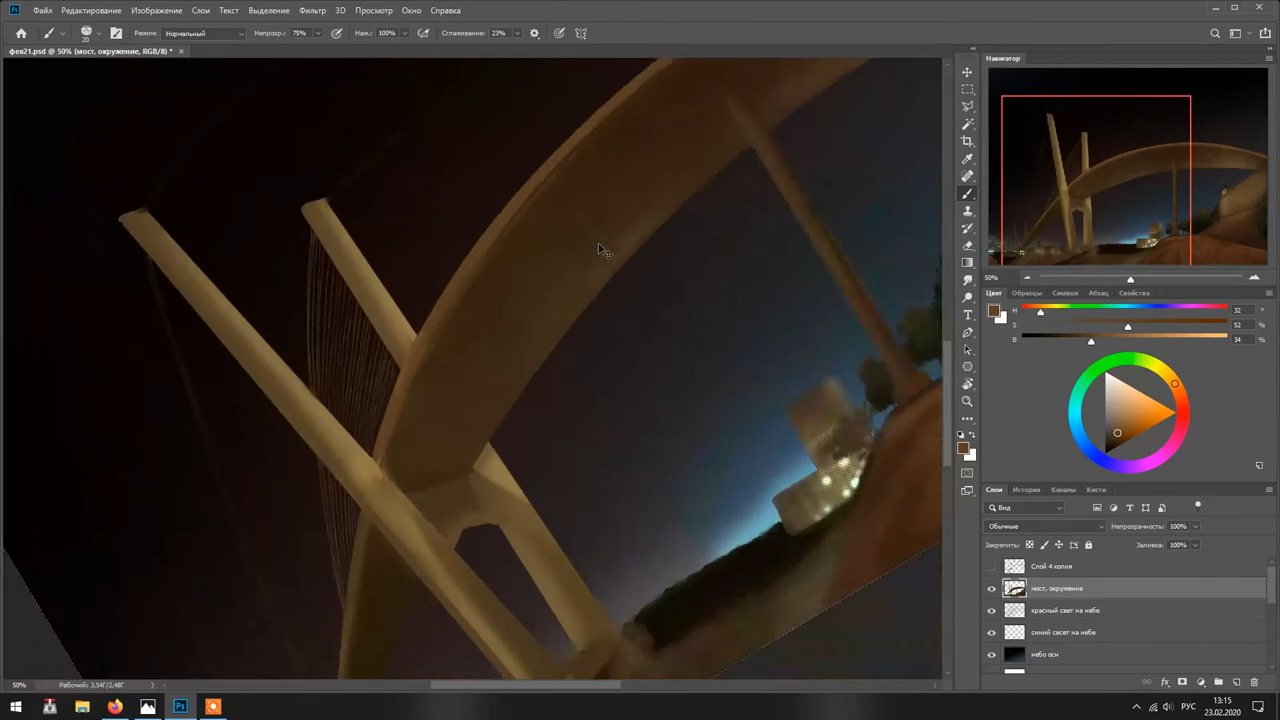 Файл Редактирование Изображение Слои Текст Выделение Фильтр 3D Просмотр Окно Справка
20 Режим: Нормальный Непрозр.: 75% Наж.: 100% Сглаживание: 23%
фея21.psd @ 50% (мост, окружение, RGB/8) *
Навигатор
50%
Цвет Образцы Символ Абзац Свойства
H 32 °
S 52 %
B 34 %
Слои История Каналы Кисти
Вид
Обычные Непрозрачность: 100%
Закрепить: Заливка: 100%
Слой 4 копия
мост, окружение
красный свет на небе
синий свсет на небе
небо осн
50% Рабочий: 3,54Г/2,48Г
РУС 13:15
23.02.2020